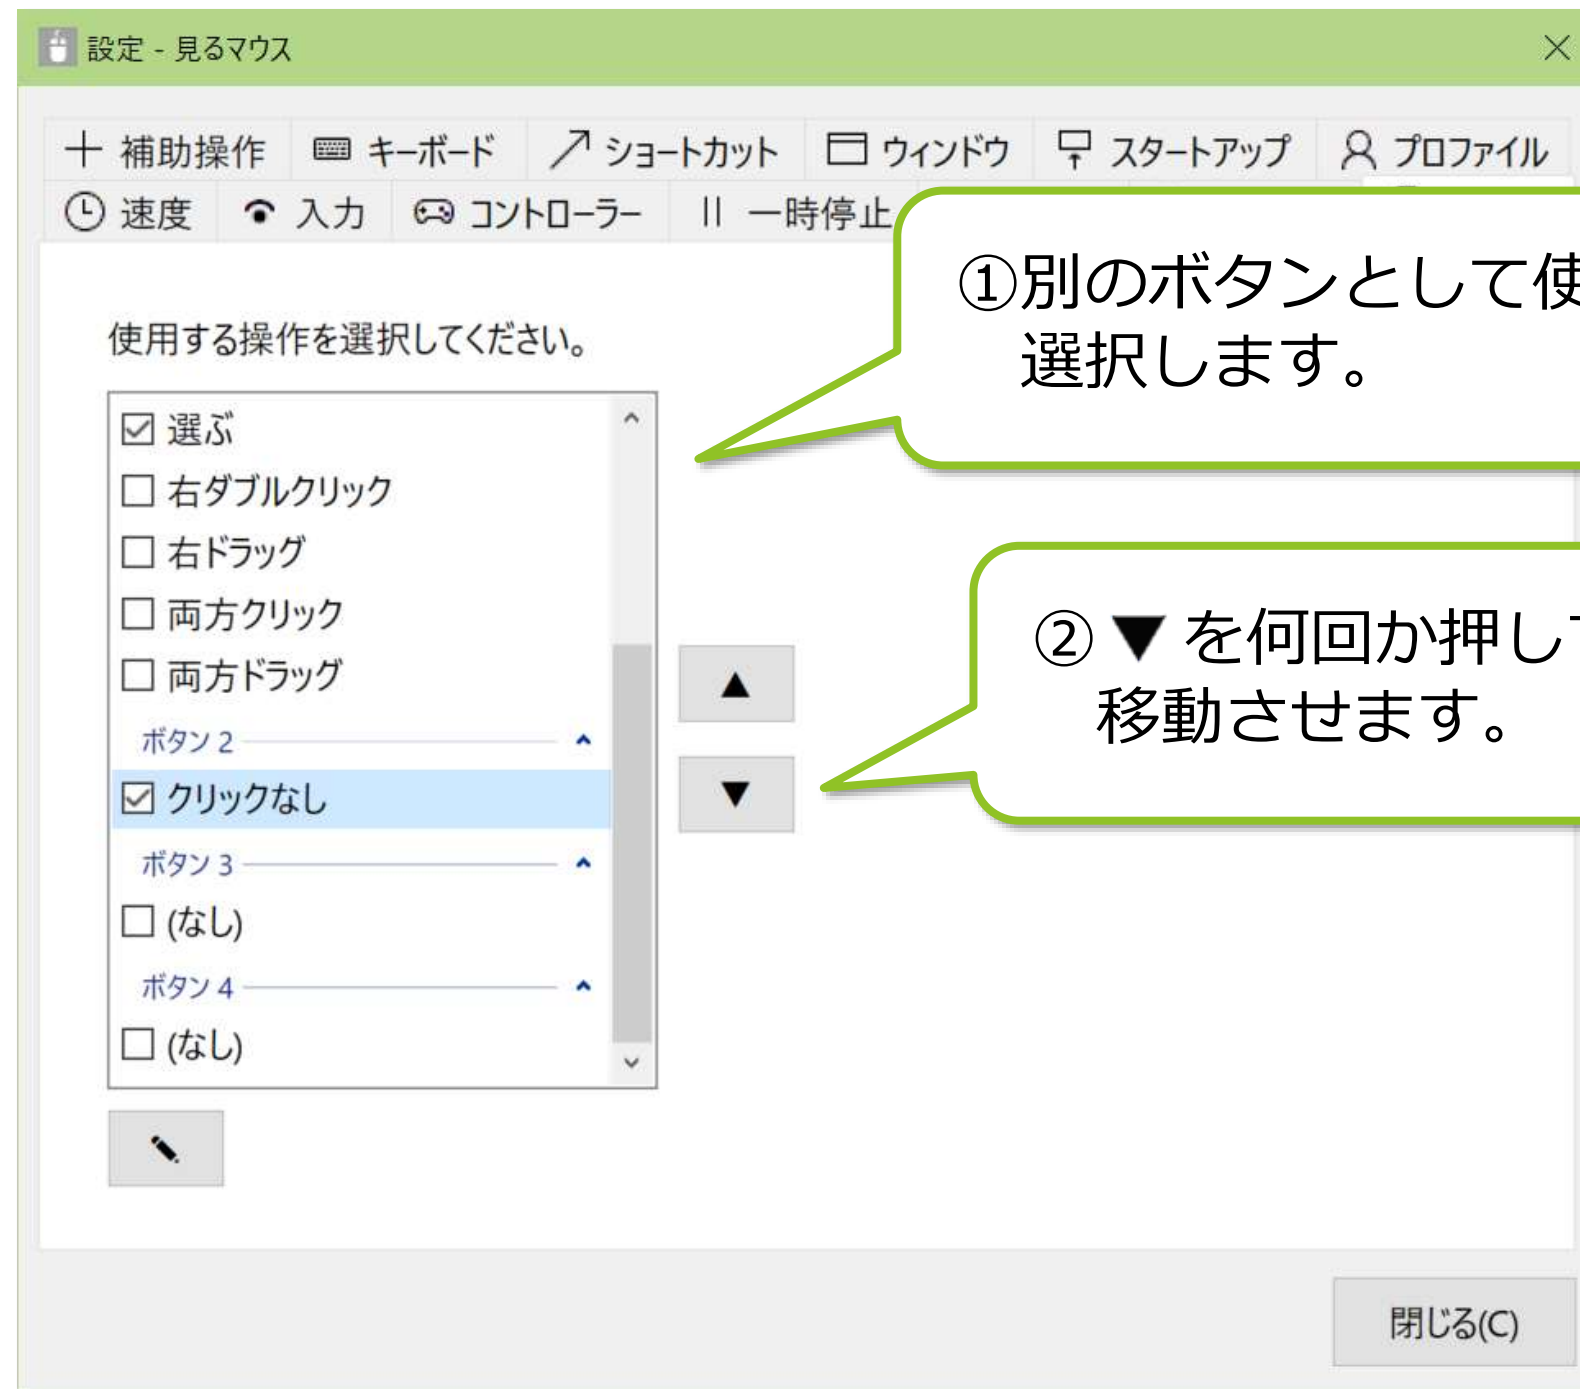 設定 - 見るマウス
補助操作 キーボード ショートカット ウィンドウ スタートアップ プロファイル
速度 入力 コントローラー 一時停止
①別のボタンとして使
選択します。
使用する操作を選択してください。
選ぶ
右ダブルクリック
右ドラッグ
両方クリック
両方ドラッグ
ボタン 2
クリックなし
ボタン 3
(なし)
ボタン 4
(なし)
▲
▼
②▼を何回か押して
移動させます。
閉じる(C)